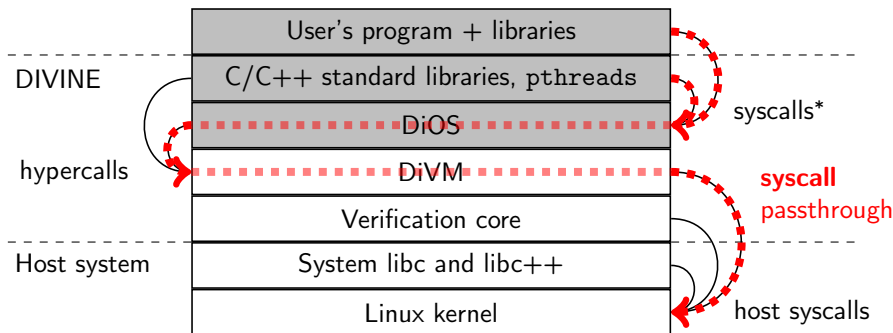 User's program + libraries
DIVINE
C/C++ standard libraries, pthreads
syscalls*
DiOS
hypercalls
DiVM
syscall
passthrough
Verification core
Host system
System libc and libc++
Linux kernel
host syscalls